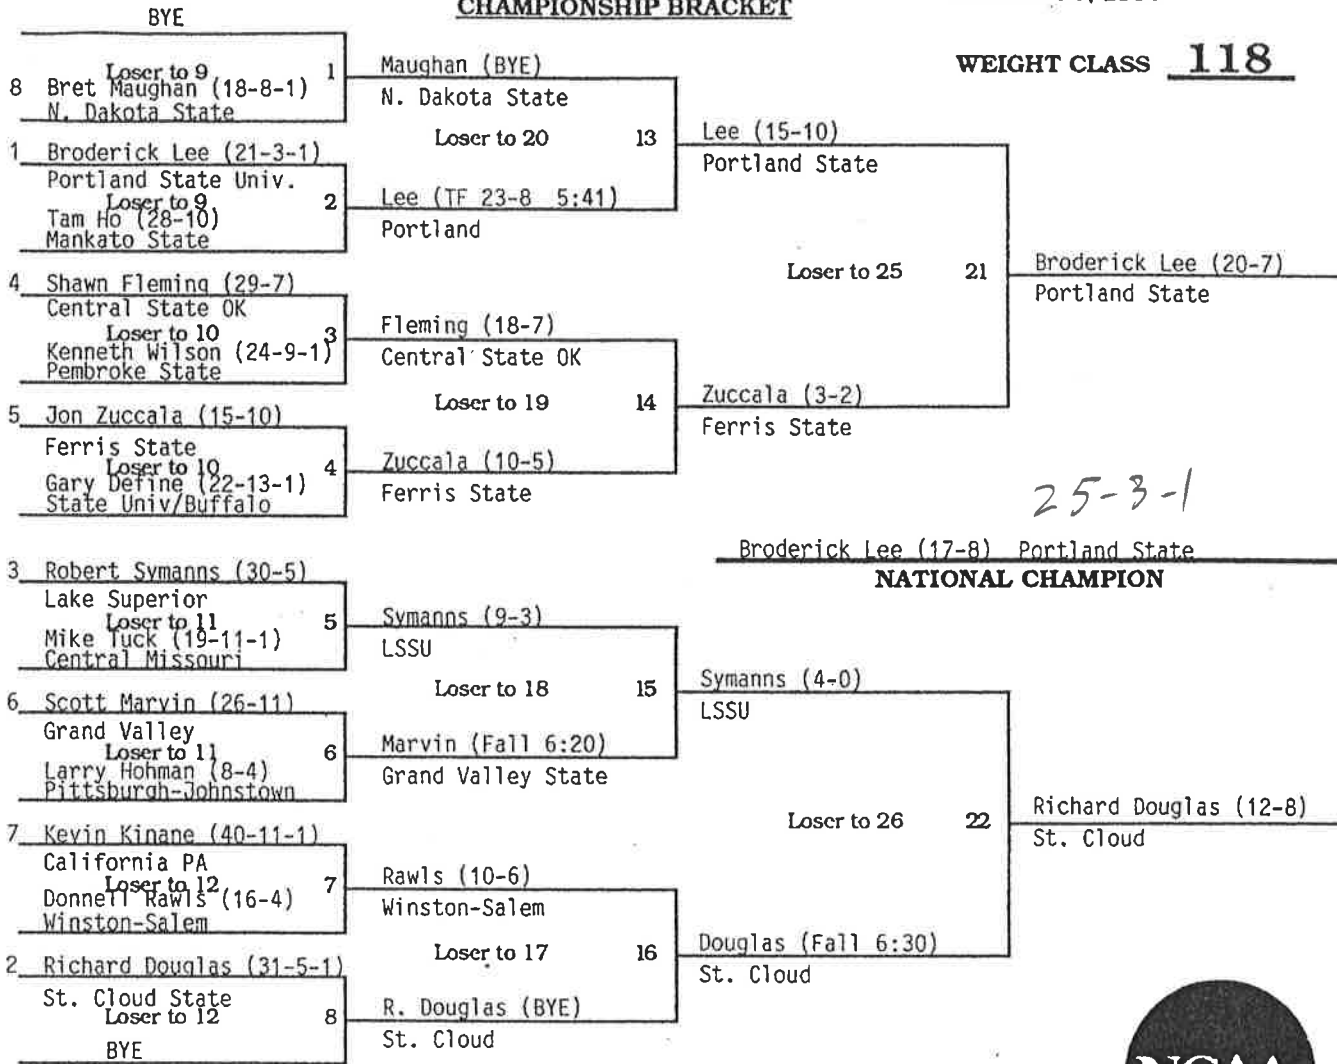 CHAMPIONSHIP BRACKET
WEIGHT CLASS 118
BYE
Loser to 9 1
8 Bret Maughan (18-8-1)
N. Dakota State
1 Broderick Lee (21-3-1)
Portland State Univ.
Loser to 9 2
Tam Ho (28-10)
Mankato State
4 Shawn Fleming (29-7)
Central State OK
Loser to 10 3
Kenneth Wilson (24-9-1)
Pembroke State
5 Jon Zuccala (15-10)
Ferris State
Loser to 10 4
Gary Define (22-13-1)
State Univ/Buffalo
3 Robert Symanns (30-5)
Lake Superior
Loser to 11 5
Mike Tuck (19-11-1)
Central Missouri
6 Scott Marvin (26-11)
Grand Valley
Loser to 11 6
Larry Hohman (8-4)
Pittsburgh-Johnstown
7 Kevin Kinane (40-11-1)
California PA
Loser to 12 7
Donnell Rawls (16-4)
Winston-Salem
2 Richard Douglas (31-5-1)
St. Cloud State
Loser to 12 8
BYE
Maughan (BYE)
N. Dakota State
Loser to 20 13
Lee (TF 23-8 5:41)
Portland
Fleming (18-7)
Central State OK
Loser to 19 14
Zuccala (10-5)
Ferris State
Symanns (9-3)
LSSU
Loser to 18 15
Marvin (Fall 6:20)
Grand Valley State
Rawls (10-6)
Winston-Salem
Loser to 17 16
R. Douglas (BYE)
St. Cloud
Lee (15-10)
Portland State
Loser to 25 21
Zuccala (3-2)
Ferris State
Symanns (4-0)
LSSU
Loser to 26 22
Douglas (Fall 6:30)
St. Cloud
Broderick Lee (20-7)
Portland State
25-3-1
Broderick Lee (17-8) Portland State
NATIONAL CHAMPION
Richard Douglas (12-8)
St. Cloud
NCAA